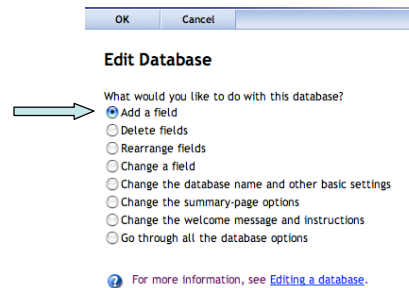 OK Cancel
Edit Database
What would you like to do with this database?
Add a field
Delete fields
Rearrange fields
Change a field
Change the database name and other basic settings
Change the summary-page options
Change the welcome message and instructions
Go through all the database options
? For more information, see Editing a database.